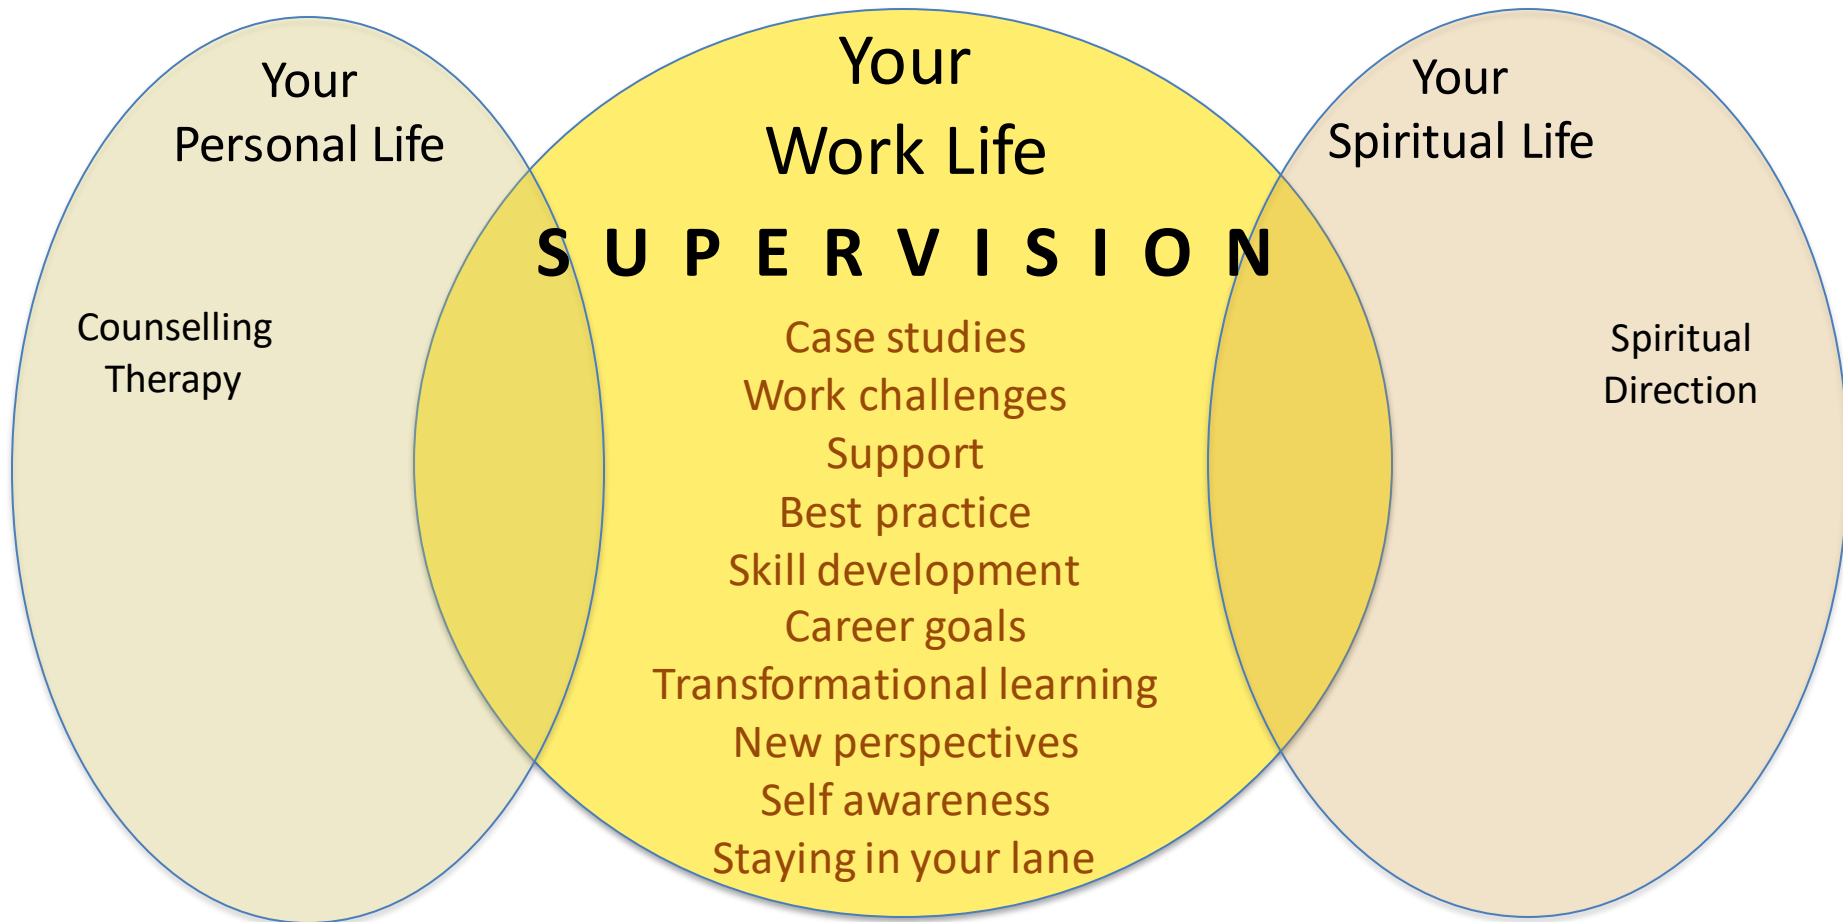 Your
Personal Life
Counselling
Therapy
Your
Work Life
S U P E R V I S I O N
Case studies
Work challenges
Support
Best practice
Skill development
Career goals
Transformational learning
New perspectives
Self awareness
Staying in your lane
Your
Spiritual Life
Spiritual
Direction